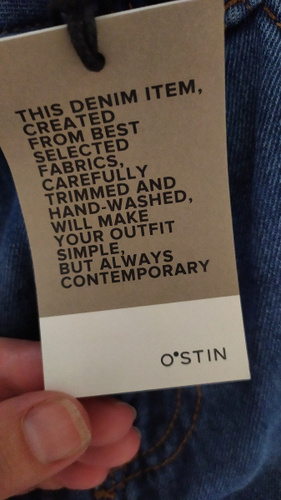 THIS DENIM ITEM,
CREATED
FROM BEST
SELECTED
FABRICS,
CAREFULLY
TRIMMED AND
HAND-WASHED,
WILL MAKE
YOUR OUTFIT
SIMPLE,
BUT ALWAYS
CONTEMPORARY
O'STIN